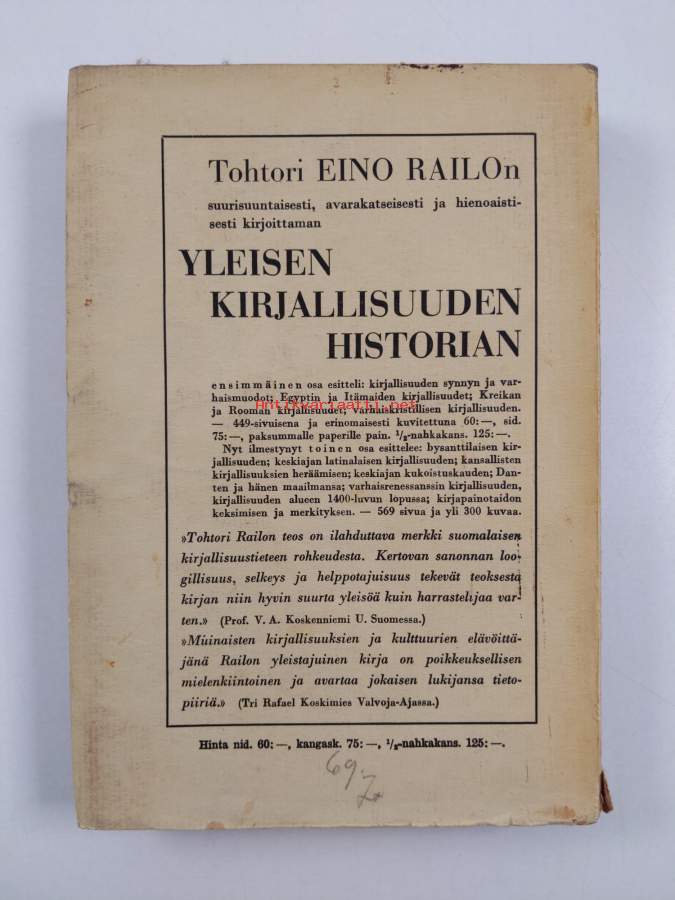 Tohtori EINO RAILOn
suurisuuntaisesti, avarakatseisesti ja hienoaisti-
sesti kirjoittaman
YLEISEN
KIRJALLISUUDEN
HISTORIAN
ensimmäinen osa esitteli: kirjallisuuden synnyn ja var-
haismuodot; Egyptin ja Itämaiden kirjallisuudet; Kreikan
Antikvariaatti.net
ja Rooman kirjallisuudet; varhaiskristillisen kirjallisuuden.
— 449-sivuisena ja erinomaisesti kuvitettuna 60:—, sid.
75:—, paksummalle paperille pain. ½-nahkakans. 125:—.
Nyt ilmestynyt toinen osa esittelee: bysanttilaisen kir-
jallisuuden; keskiajan latinalaisen kirjallisuuden; kansallisten
kirjallisuuksien heräämisen; keskiajan kukoistuskauden; Dan-
ten ja hänen maailmansa; varhaisrenessanssin kirjallisuuden,
kirjallisuuden alueen 1400-luvun lopussa; kirjapainotaidon
keksimisen ja merkityksen. — 569 sivua ja yli 300 kuvaa.
»Tohtori Railon teos on ilahduttava merkki suomalaisen
kirjallisuustieteen rohkeudesta. Kertovan sanonnan loo-
gillisuus, selkeys ja helppotajuisuus tekevät teoksesta
kirjan niin hyvin suurta yleisöä kuin harrastelijaa var-
ten.» (Prof. V. A. Koskenniemi U. Suomessa.)
»Muinaisten kirjallisuuksien ja kulttuurien elävöittä-
jänä Railon yleistajuinen kirja on poikkeuksellisen
mielenkiintoinen ja avartaa jokaisen lukijansa tieto-
piiriä.» (Tri Rafael Koskimies Valvoja-Ajassa.)
Hinta nid. 60:—, kangask. 75:—, ½-nahkakans. 125:—.
69